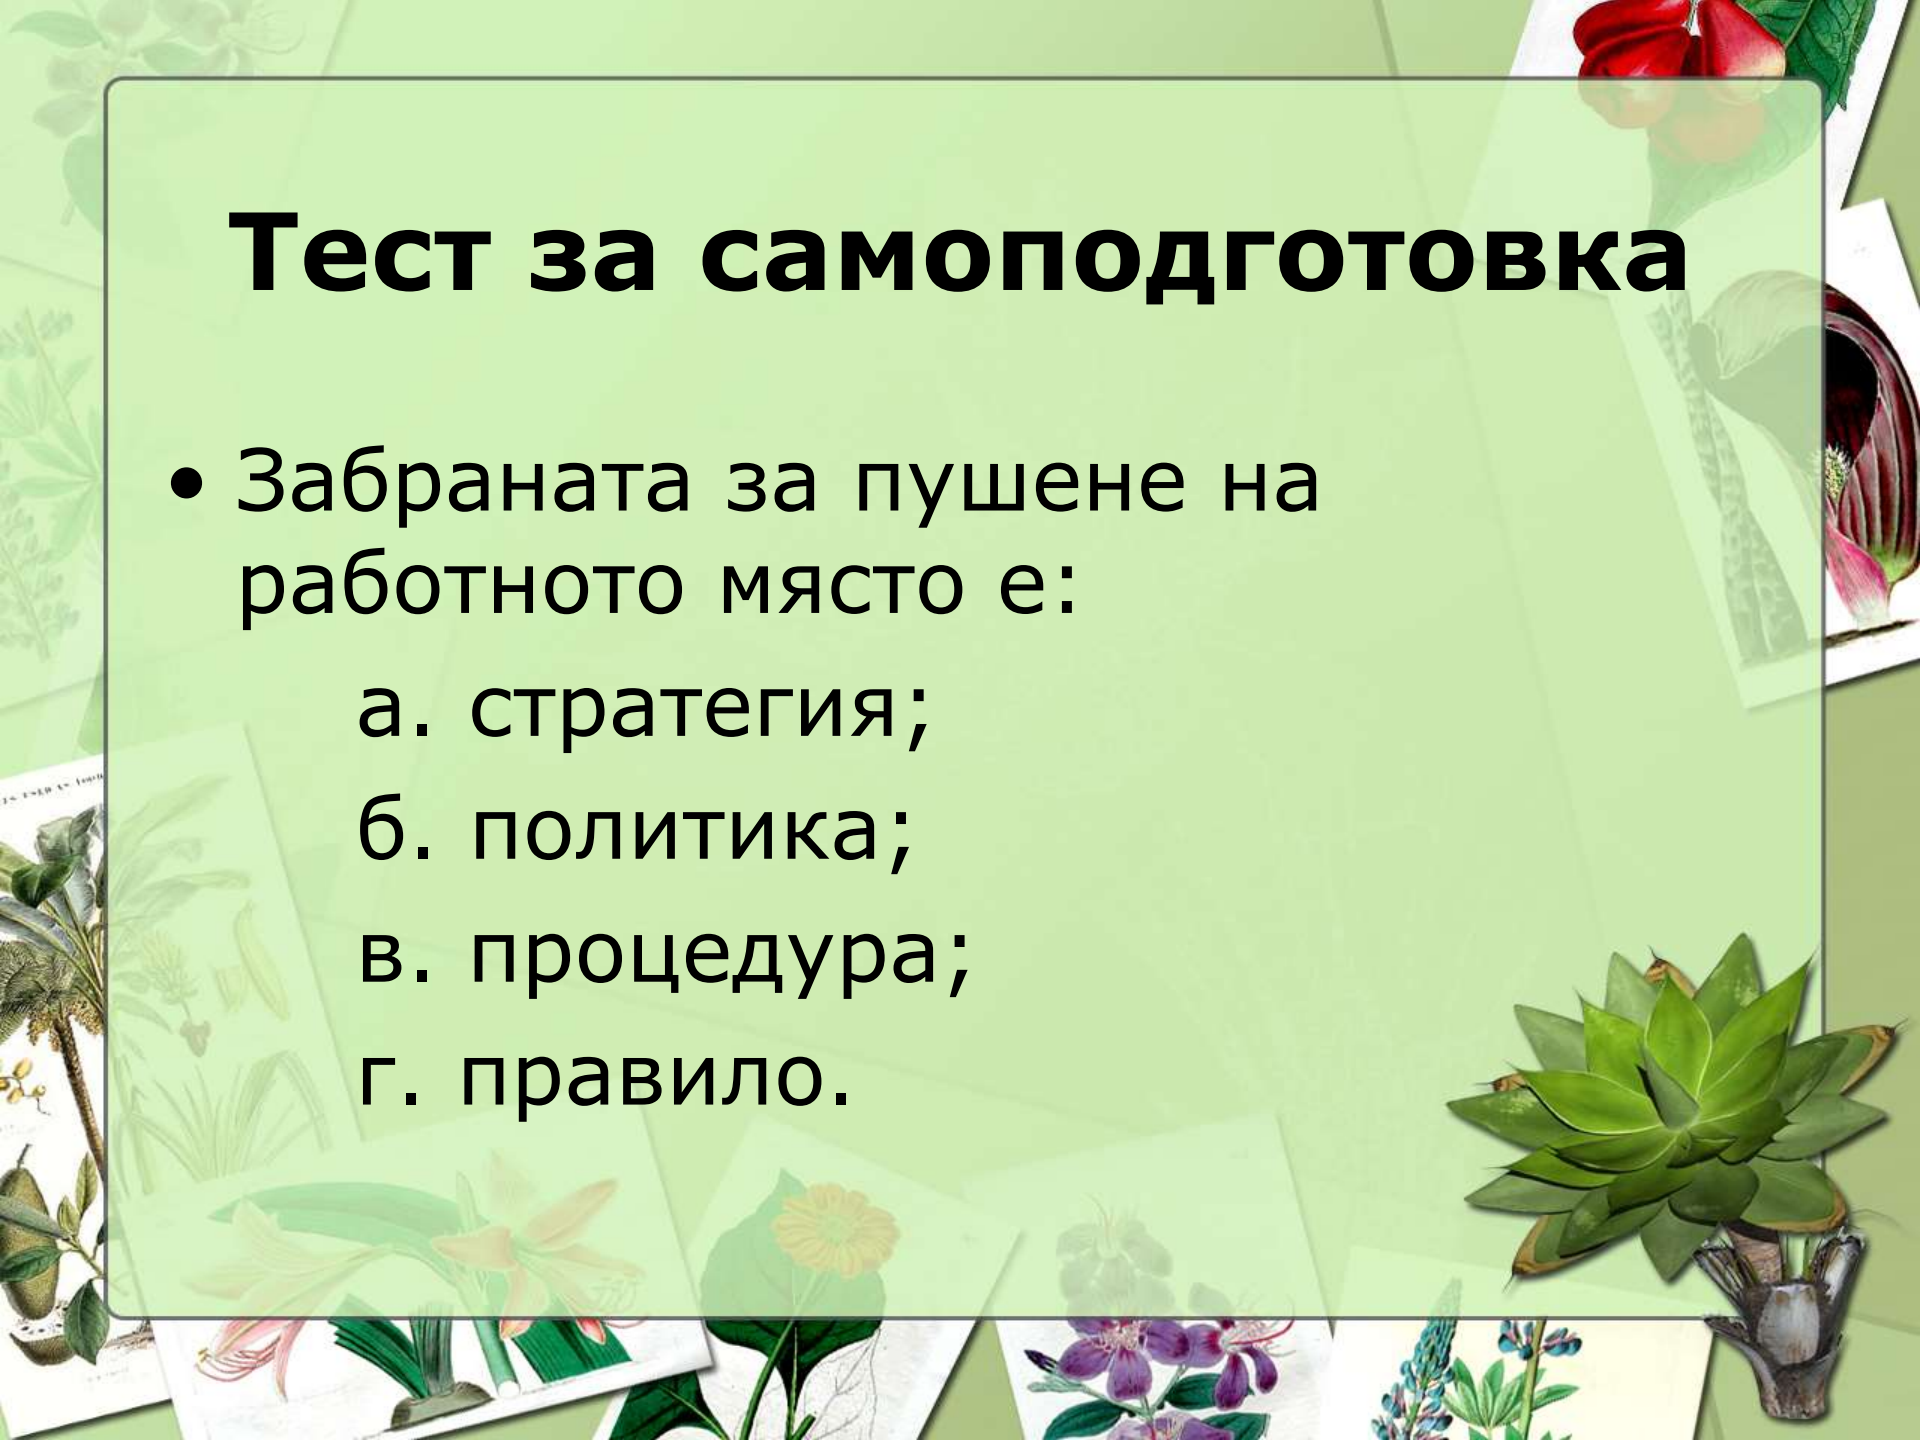 Тест за самоподготовка
• Забраната за пушене на
работното място е:
а. стратегия;
б. политика;
в. процедура;
г. правило.